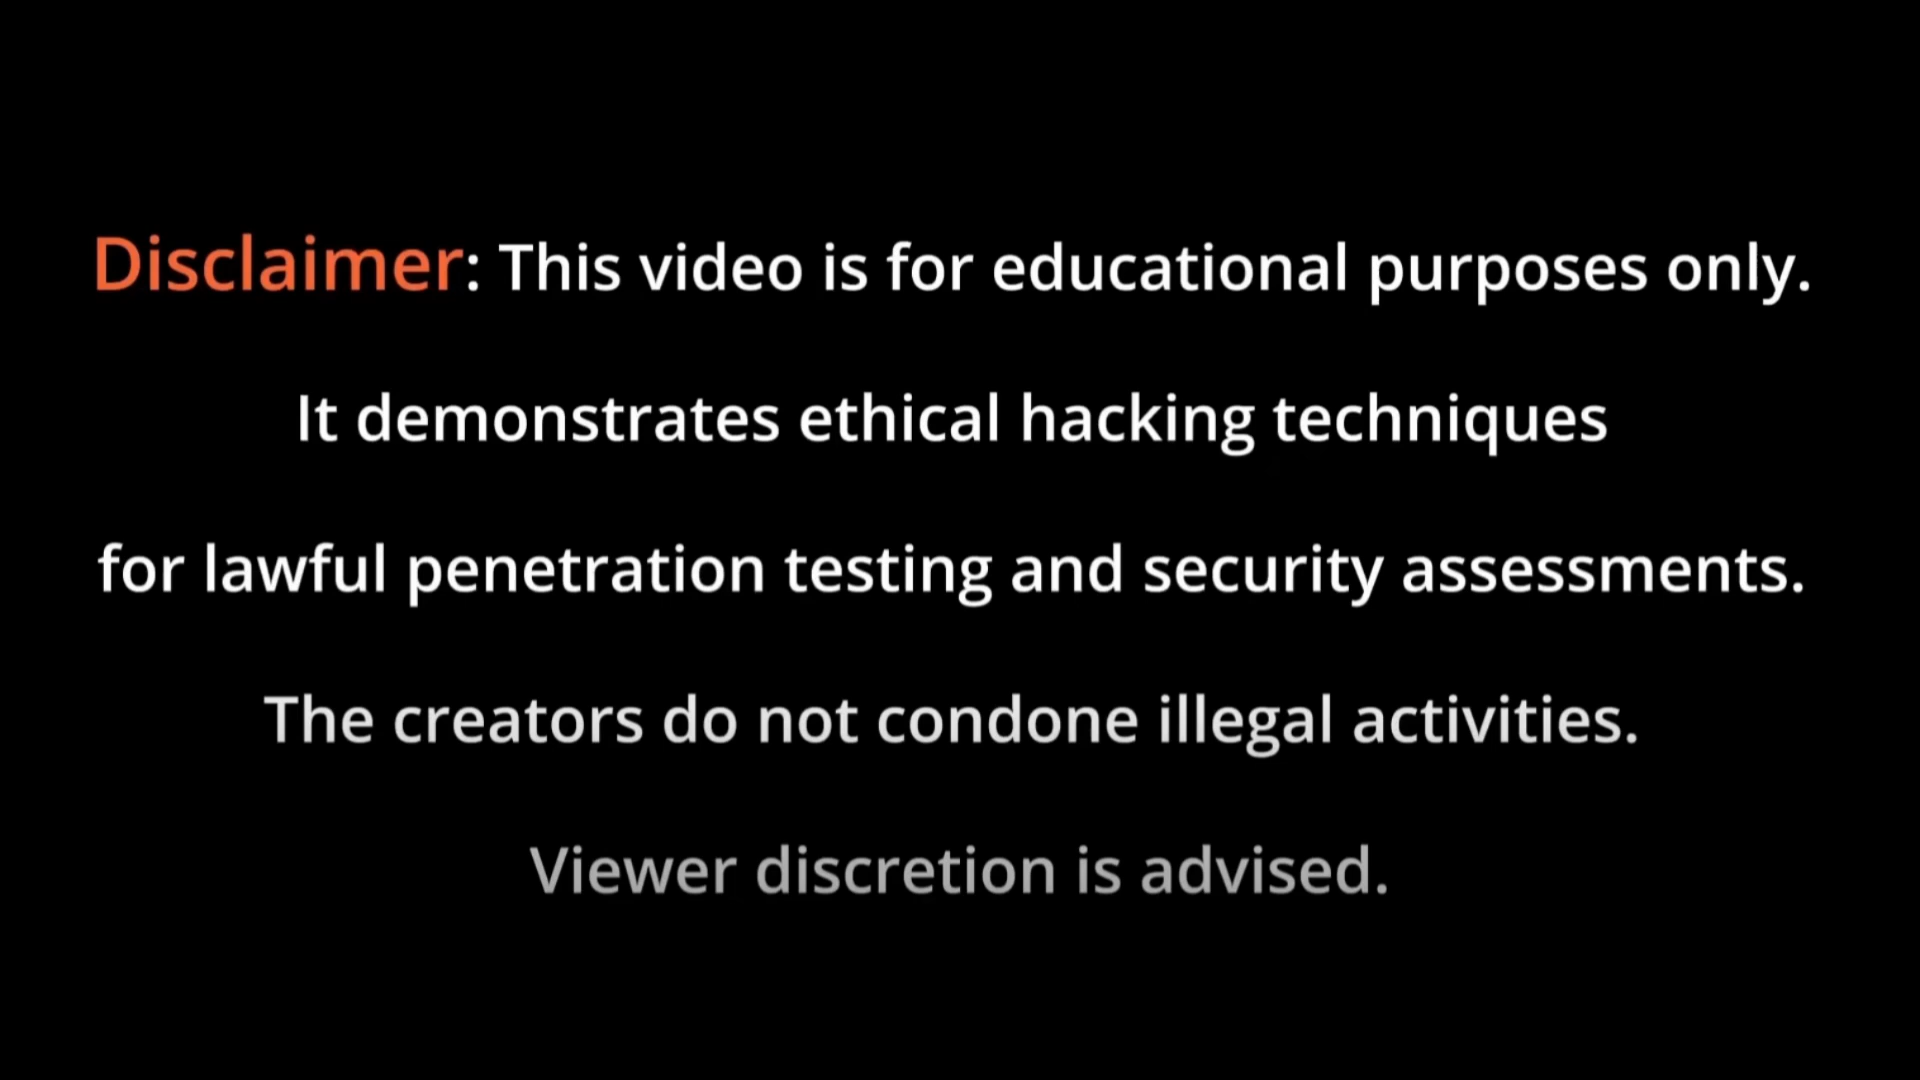 Disclaimer: This video is for educational purposes only.
It demonstrates ethical hacking techniques
for lawful penetration testing and security assessments.
The creators do not condone illegal activities.
Viewer discretion is advised.